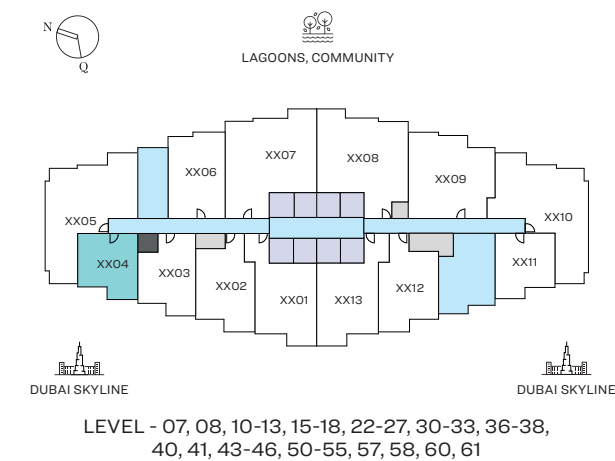 N
Q
LAGOONS, COMMUNITY
XX07
XX08
XX06
XX09
XX05
XX10
XX04
XX03
XX11
XX02
XX12
XX01
XX13
DUBAI SKYLINE
DUBAI SKYLINE
LEVEL - 07, 08, 10-13, 15-18, 22-27, 30-33, 36-38,
40, 41, 43-46, 50-55, 57, 58, 60, 61